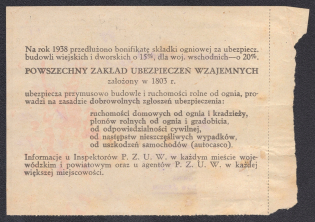 Na rok 1938 przedłużono bonifikatę składki ogniowej za ubezpiecz.
budowli wiejskich i dworskich o 15%, dla woj. wschodnich—o 20%.
POWSZECHNY ZAKŁAD UBEZPIECZEŃ WZAJEMNYCH
założony w 1803 r.
ubezpiecza przymusowo budowle i ruchomości rolne od ognia, pro-
wadzi na zasadzie dobrowolnych zgłoszeń ubezpieczenia:
ruchomości domowych od ognia i kradzieży,
plonów rolnych od ognia i gradobicia,
od odpowiedzialności cywilnej,
od następstw nieszczęśliwych wypadków,
od uszkodzeń samochodów (autocasco).
Informacje u Inspektorów P. Z. U. W. w każdym mieście woje-
wódzkim i powiatowym oraz u agentów P. Z. U. W. w każdej
większej miejscowości.